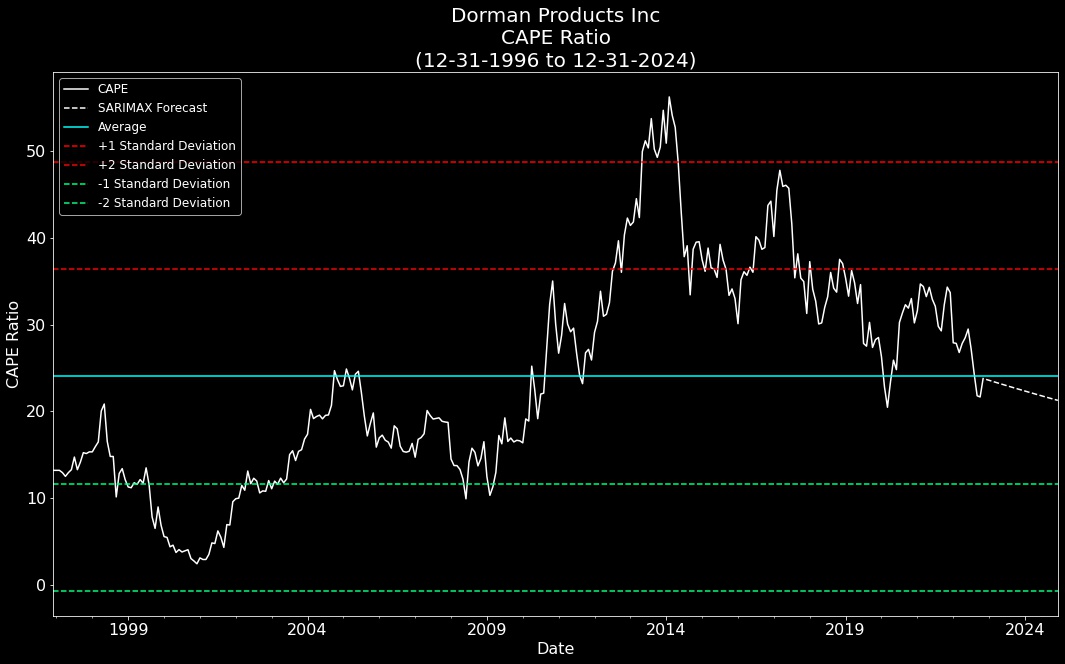 Dorman Products Inc
CAPE Ratio
(12-31-1996 to 12-31-2024)
CAPE
SARIMAX Forecast
Average
+1 Standard Deviation
+2 Standard Deviation
-1 Standard Deviation
-2 Standard Deviation
CAPE Ratio
50
40
30
20
10
0
1999
2004
2009
2014
2019
2024
Date